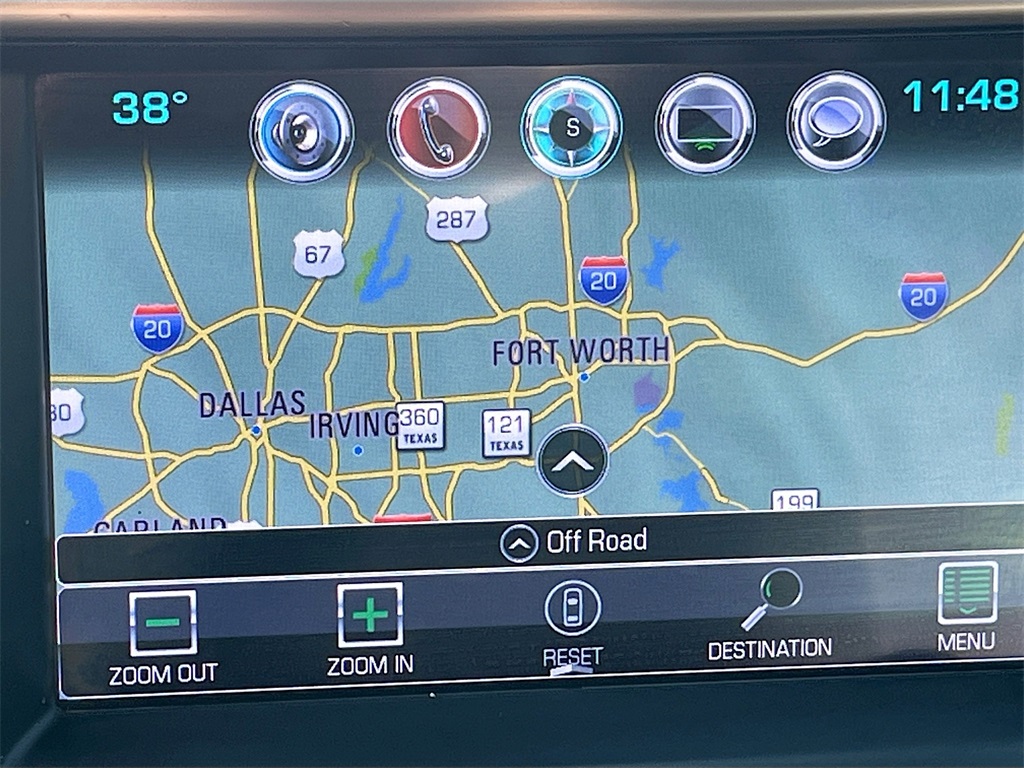 38° S 11:48
287
67
20
20
20
FORT WORTH
DALLAS
IRVING
360
TEXAS
121
TEXAS
199
GARLAND
Off Road
ZOOM OUT
ZOOM IN
RESET
DESTINATION
MENU